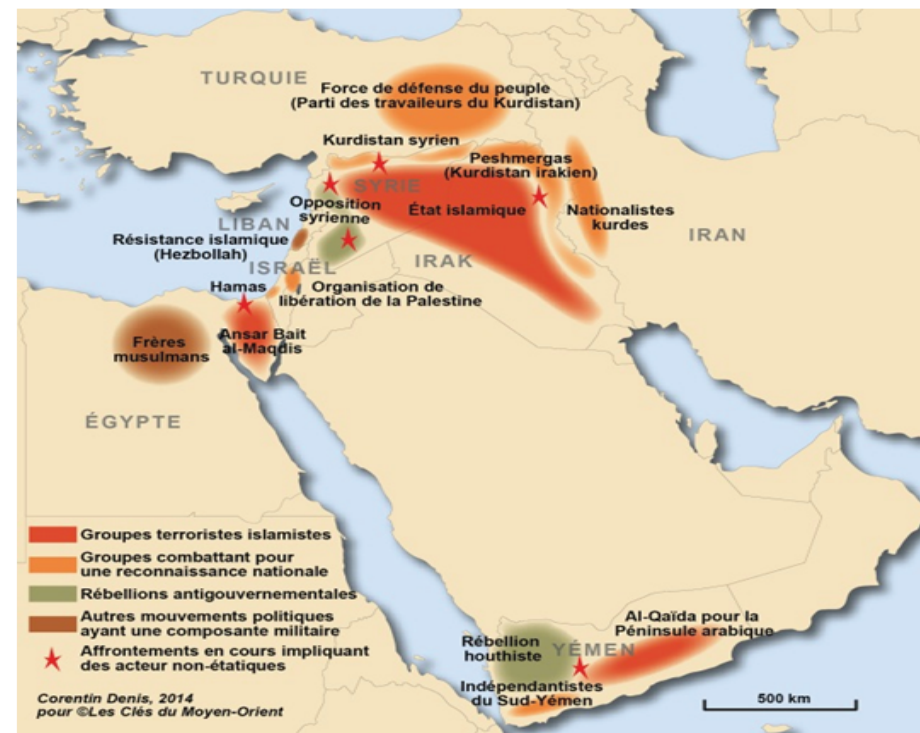 TURQUIE
Force de défense du peuple
(Parti des travaileurs du Kurdistan)
Kurdistan syrien
Peshmergas
(Kurdistan irakien)
SYRIE
Opposition
syrienne
État islamique
Nationalistes
kurdes
LIBAN
Résistance islamique
(Hezbollah)
IRAN
IRAK
ISRAËL
Hamas
Organisation de
libération de la Palestine
Frères
musulmans
Ansar Bait
al-Maqdis
ÉGYPTE
Groupes terroristes islamistes
Groupes combattant pour
une reconnaissance nationale
Rébellions antigouvernementales
Autres mouvements politiques
ayant une composante militaire
Affrontements en cours impliquant
des acteur non-étatiques
Corentin Denis, 2014
pour ©Les Clés du Moyen-Orient
Al-Qaïda pour la
Péninsule arabique
Rébellion
houthiste
YÉMEN
Indépendantistes
du Sud-Yémen
500 km